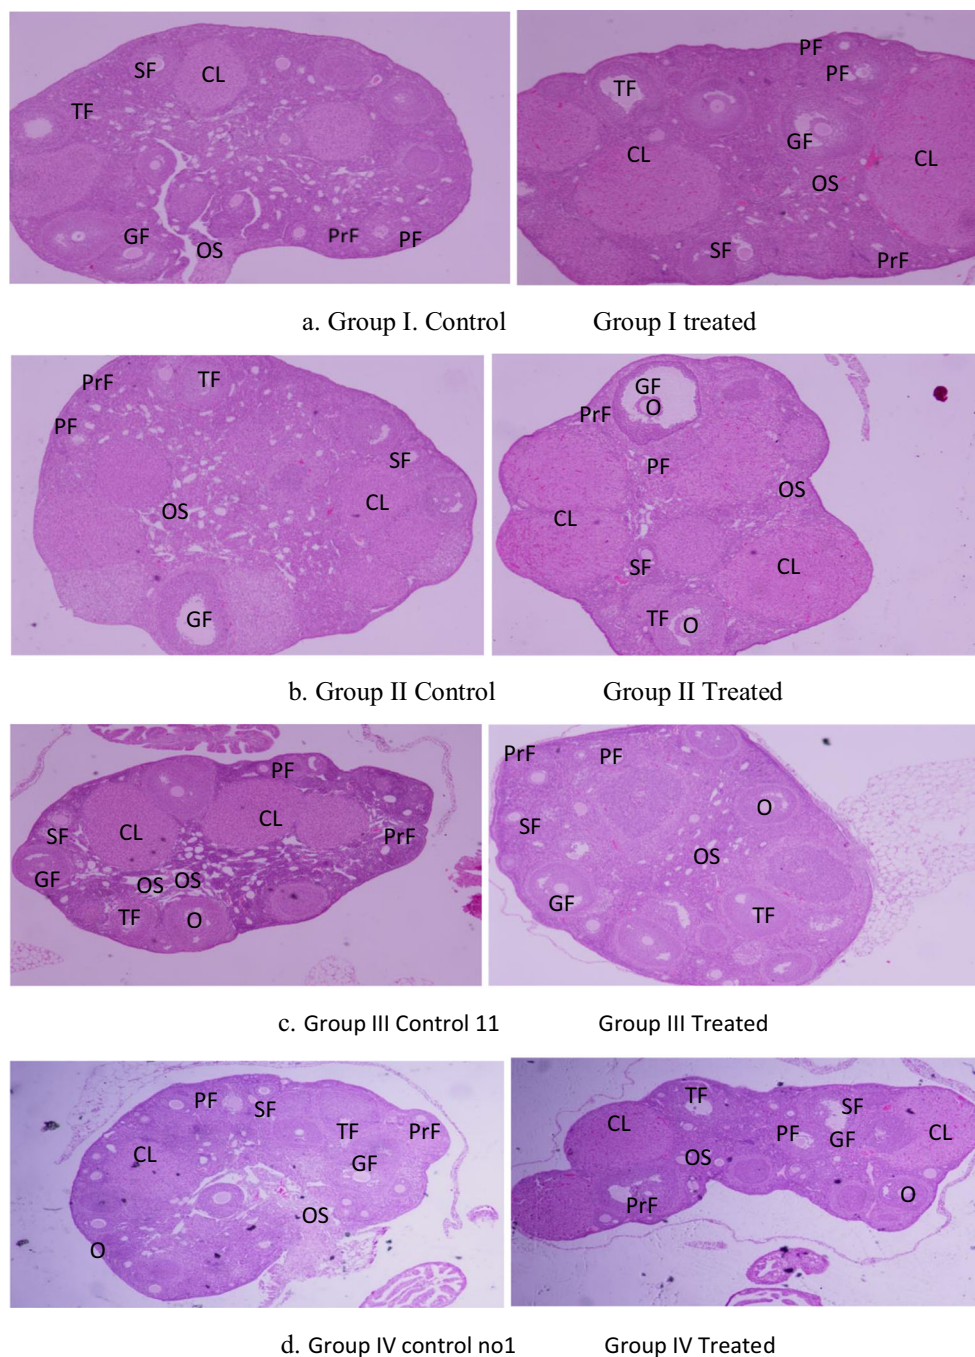 SF CL
TF
GF OS PrF PF
PF
TF PF
GF
CL CL
OS
SF PrF
a. Group I. Control Group I treated
PrF TF
PF
SF
OS CL
GF
GF
PrF O
PF
OS
CL
SF CL
TF O
b. Group II Control Group II Treated
PF
SF CL CL PrF
GF OS OS
TF O
PrF PF
O
SF
OS
GF TF
c. Group III Control 11 Group III Treated
PF SF
TF PrF
CL GF
OS
O
TF SF
CL PF GF CL
OS
PrF O
d. Group IV control no1 Group IV Treated